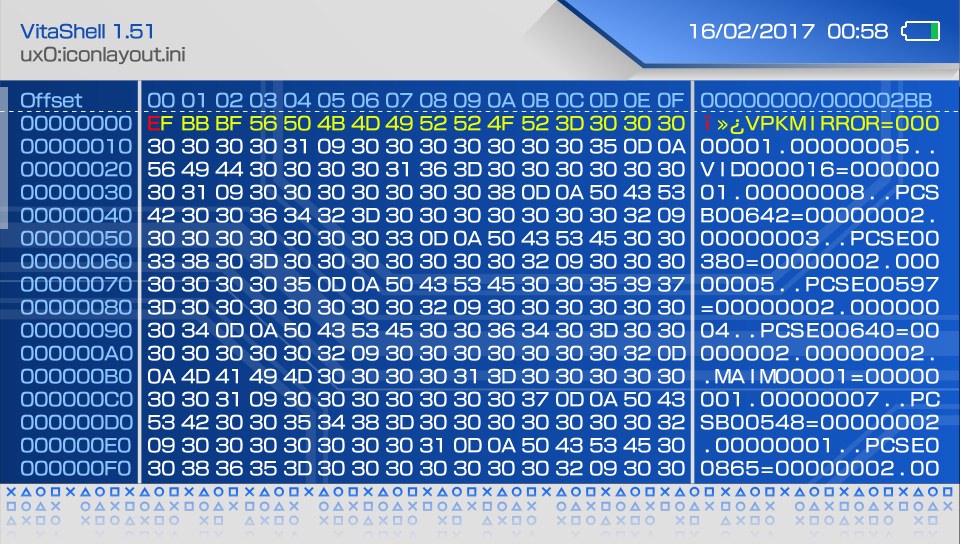 VitaShell 1.51
16/02/2017 00:58
ux0:iconlayout.ini
Offset 00 01 02 03 04 05 06 07 08 09 0A 0B 0C 0D 0E 0F 00000000/000002BB
00000000 EF BB BF 56 50 4B 4D 49 52 52 4F 52 3D 30 30 30 ï»¿VPKMIRROR=000
00000010 30 30 30 30 31 09 30 30 30 30 30 30 30 35 0D 0A 00001.00000005..
00000020 56 49 44 30 30 30 30 31 36 3D 30 30 30 30 30 30 VID000016=000000
00000030 30 31 09 30 30 30 30 30 30 30 38 0D 0A 50 43 53 01.00000008..PCS
00000040 42 30 30 36 34 32 3D 30 30 30 30 30 30 30 32 09 B00642=00000002.
00000050 30 30 30 30 30 30 30 33 0D 0A 50 43 53 45 30 30 00000003..PCSE00
00000060 33 38 30 3D 30 30 30 30 30 30 30 32 09 30 30 30 380=00000002.000
00000070 30 30 30 30 35 0D 0A 50 43 53 45 30 30 35 39 37 00005..PCSE00597
00000080 3D 30 30 30 30 30 30 30 32 09 30 30 30 30 30 30 =00000002.000000
00000090 30 34 0D 0A 50 43 53 45 30 30 36 34 30 3D 30 30 04..PCSE00640=00
000000A0 30 30 30 30 30 32 09 30 30 30 30 30 30 30 32 0D 000002.00000002.
000000B0 0A 4D 41 49 4D 30 30 30 30 31 3D 30 30 30 30 30 .MAIM00001=00000
000000C0 30 30 31 09 30 30 30 30 30 30 30 37 0D 0A 50 43 001.00000007..PC
000000D0 53 42 30 30 35 34 38 3D 30 30 30 30 30 30 30 32 SB00548=00000002
000000E0 09 30 30 30 30 30 30 30 31 0D 0A 50 43 53 45 30 .00000001..PCSE0
000000F0 30 38 36 35 3D 30 30 30 30 30 30 30 32 09 30 30 0865=00000002.00